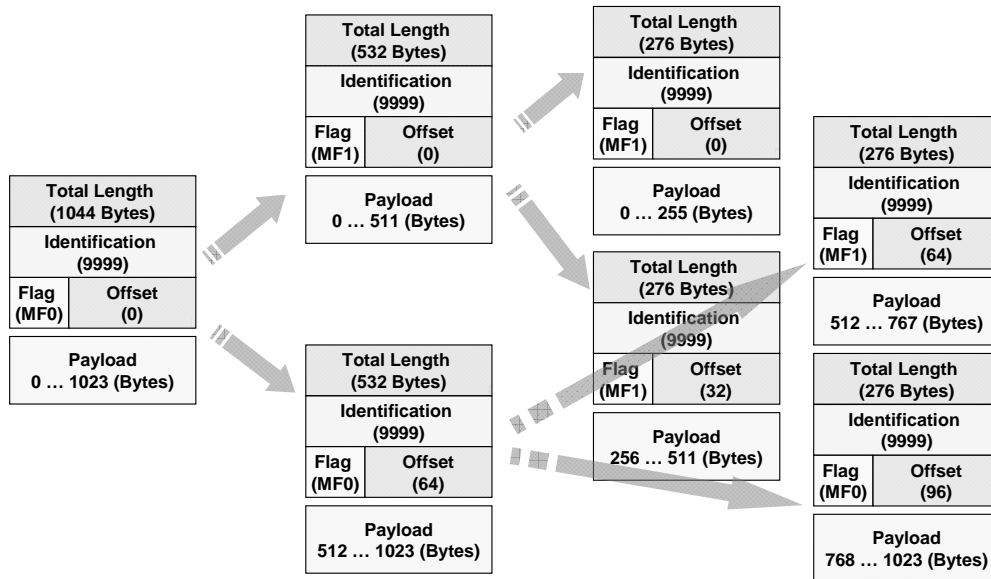 Total Length
(1044 Bytes)
Identification
(9999)
Flag
(MF0)
Offset
(0)
Payload
0 … 1023 (Bytes)
Total Length
(532 Bytes)
Identification
(9999)
Flag
(MF1)
Offset
(0)
Payload
0 … 511 (Bytes)
Total Length
(532 Bytes)
Identification
(9999)
Flag
(MF0)
Offset
(64)
Payload
512 … 1023 (Bytes)
Total Length
(276 Bytes)
Identification
(9999)
Flag
(MF1)
Offset
(0)
Payload
0 … 255 (Bytes)
Total Length
(276 Bytes)
Identification
(9999)
Flag
(MF1)
Offset
(32)
Payload
256 … 511 (Bytes)
Total Length
(276 Bytes)
Identification
(9999)
Flag
(MF1)
Offset
(64)
Payload
512 … 767 (Bytes)
Total Length
(276 Bytes)
Identification
(9999)
Flag
(MF0)
Offset
(96)
Payload
768 … 1023 (Bytes)